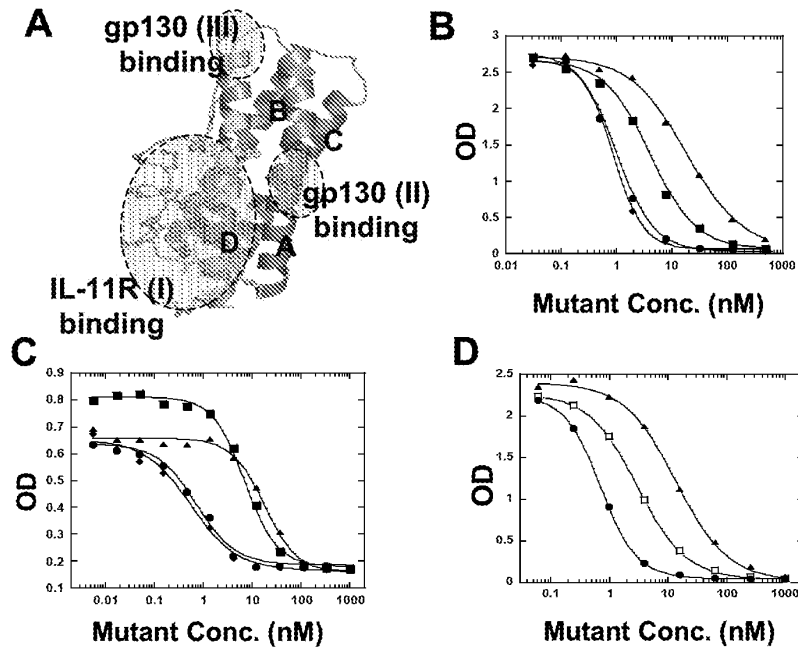 A
gp130 (III)
binding
B
C
gp130 (II)
binding
D
A
IL-11R (I)
binding
B
3
2.5
2
1.5
1
0.5
0
OD
0.01 0.1 1 10 100 1000
Mutant Conc. (nM)
C
0.9
0.8
0.7
0.6
0.5
0.4
0.3
0.2
0.1
OD
0.01 0.1 1 10 100 1000
Mutant Conc. (nM)
D
2.5
2
1.5
1
0.5
0
OD
0.1 1 10 100 1000
Mutant Conc. (nM)